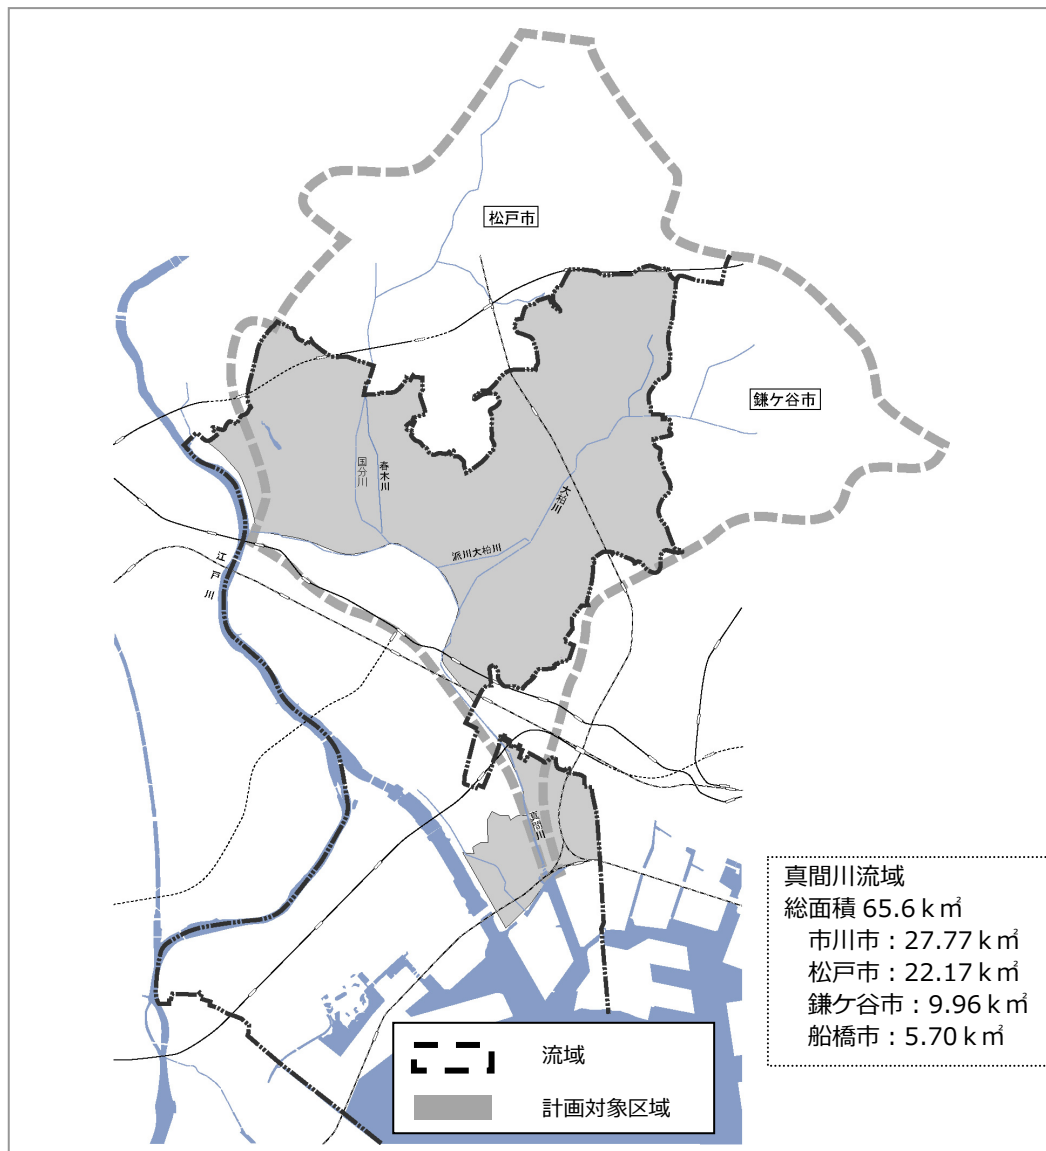 松戸市
鎌ケ谷市
国分川
春木川
大柏川
派川大柏川
江戸川
真間川
真間川流域
総面積 65.6ｋ㎡
市川市：27.77ｋ㎡
松戸市：22.17ｋ㎡
鎌ケ谷市：9.96ｋ㎡
船橋市：5.70ｋ㎡
流域
計画対象区域